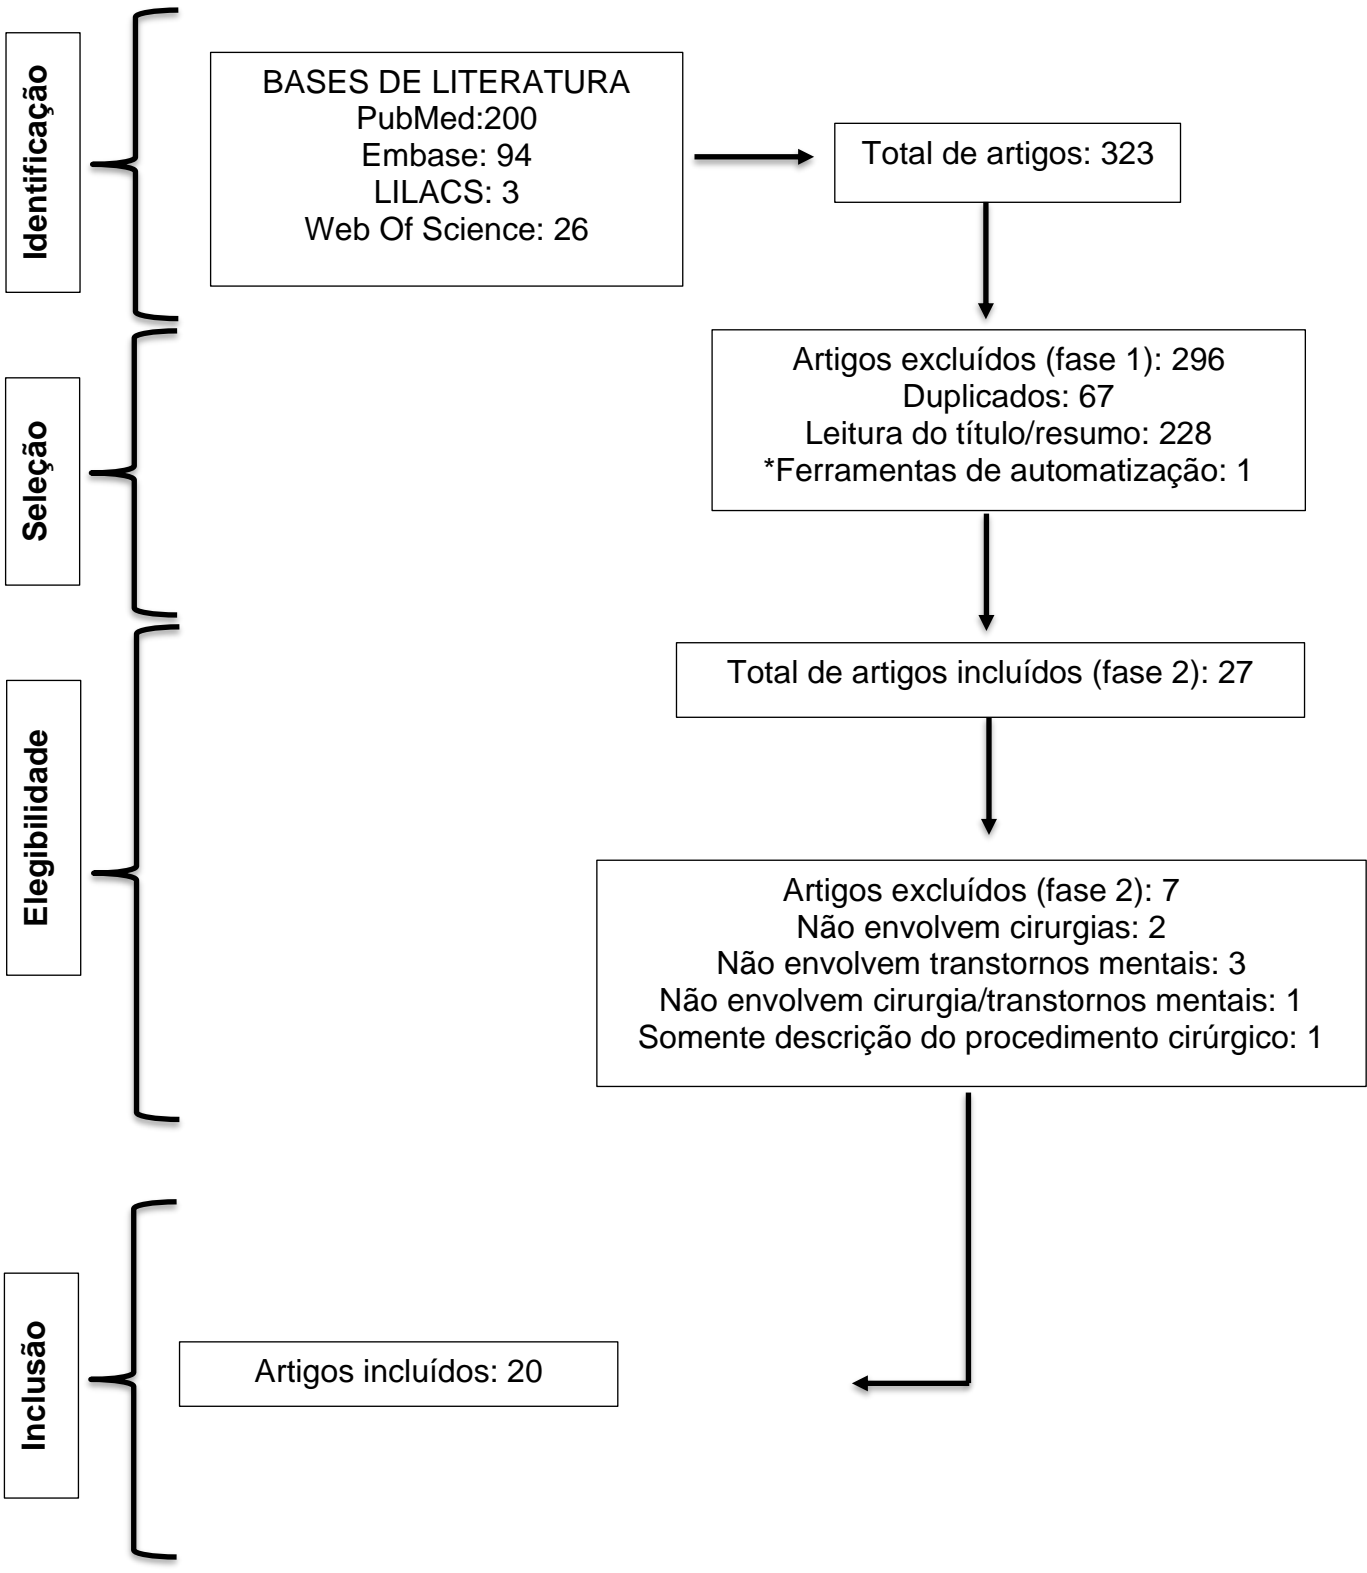 Identificação
BASES DE LITERATURA
PubMed:200
Embase: 94
LILACS: 3
Web Of Science: 26
Total de artigos: 323
Seleção
Artigos excluídos (fase 1): 296
Duplicados: 67
Leitura do título/resumo: 228
*Ferramentas de automatização: 1
Elegibilidade
Total de artigos incluídos (fase 2): 27
Artigos excluídos (fase 2): 7
Não envolvem cirurgias: 2
Não envolvem transtornos mentais: 3
Não envolvem cirurgia/transtornos mentais: 1
Somente descrição do procedimento cirúrgico: 1
Inclusão
Artigos incluídos: 20